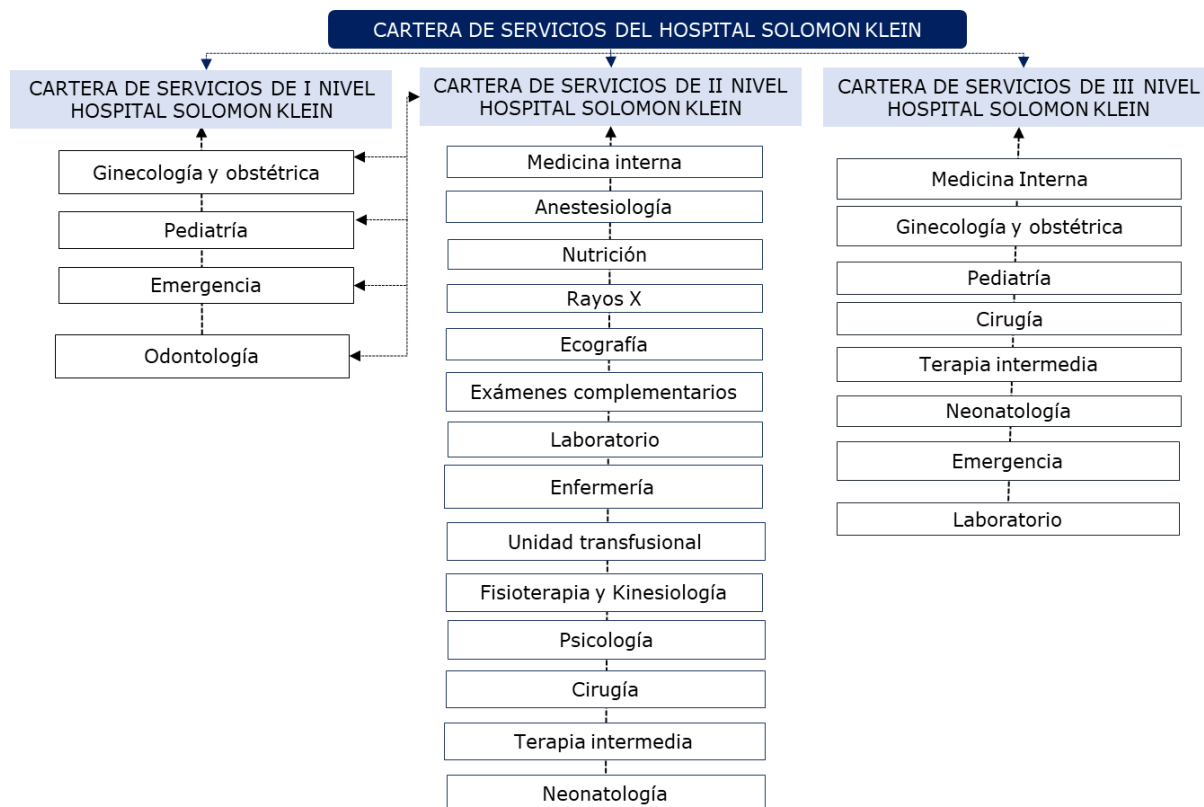 CARTERA DE SERVICIOS DEL HOSPITAL SOLOMON KLEIN
CARTERA DE SERVICIOS DE I NIVEL
HOSPITAL SOLOMON KLEIN
Ginecología y obstétrica
Pediatría
Emergencia
Odontología
CARTERA DE SERVICIOS DE II NIVEL
HOSPITAL SOLOMON KLEIN
Medicina interna
Anestesiología
Nutrición
Rayos X
Ecografía
Exámenes complementarios
Laboratorio
Enfermería
Unidad transfusional
Fisioterapia y Kinesiología
Psicología
Cirugía
Terapia intermedia
Neonatología
CARTERA DE SERVICIOS DE III NIVEL
HOSPITAL SOLOMON KLEIN
Medicina Interna
Ginecología y obstétrica
Pediatría
Cirugía
Terapia intermedia
Neonatología
Emergencia
Laboratorio